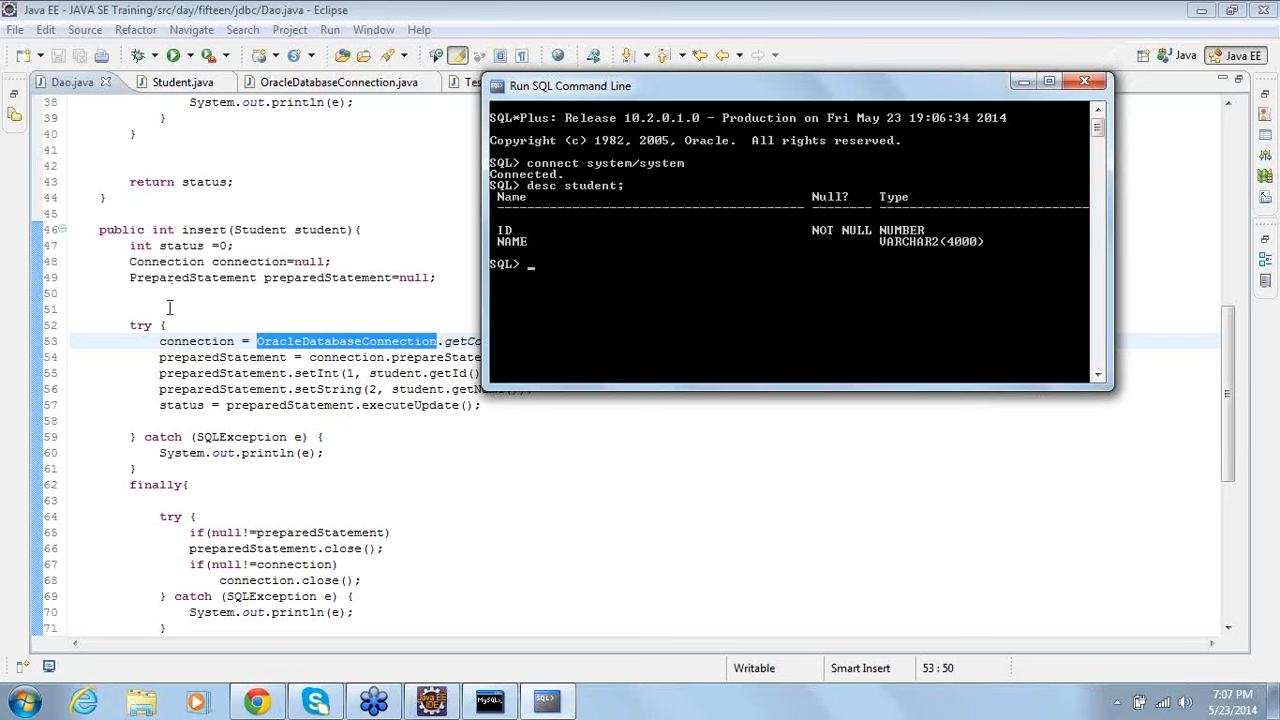 Java EE - JAVA SE Training/src/day/fifteen/jdbc/Dao.java - Eclipse
File Edit Source Refactor Navigate Search Project Run Window Help
Java
Java EE
Dao.java
Student.java
OracleDatabaseConnection.java
Te
Run SQL Command Line
SQL*Plus: Release 10.2.0.1.0 - Production on Fri May 23 19:06:34 2014
Copyright (c) 1982, 2005, Oracle.  All rights reserved.
SQL> connect system/system
Connected.
SQL> desc student;
Name Null? Type
ID NOT NULL NUMBER
NAME VARCHAR2(4000)
SQL> _
38 System.out.println(e);
39 }
40 }
41
42
43 return status;
44 }
45
46 public int insert(Student student){
47 int status =0;
48 Connection connection=null;
49 PreparedStatement preparedStatement=null;
50
51
52 try {
53 connection = OracleDatabaseConnection.getCo
54 preparedStatement = connection.prepareState
55 preparedStatement.setInt(1, student.getId()
56 preparedStatement.setString(2, student.getName());
57 status = preparedStatement.executeUpdate();
58
59 } catch (SQLException e) {
60 System.out.println(e);
61 }
62 finally{
63
64 try {
65 if(null!=preparedStatement)
66 preparedStatement.close();
67 if(null!=connection)
68 connection.close();
69 } catch (SQLException e) {
70 System.out.println(e);
71 }
Writable
Smart Insert
53 : 50
7:07 PM
5/23/2014